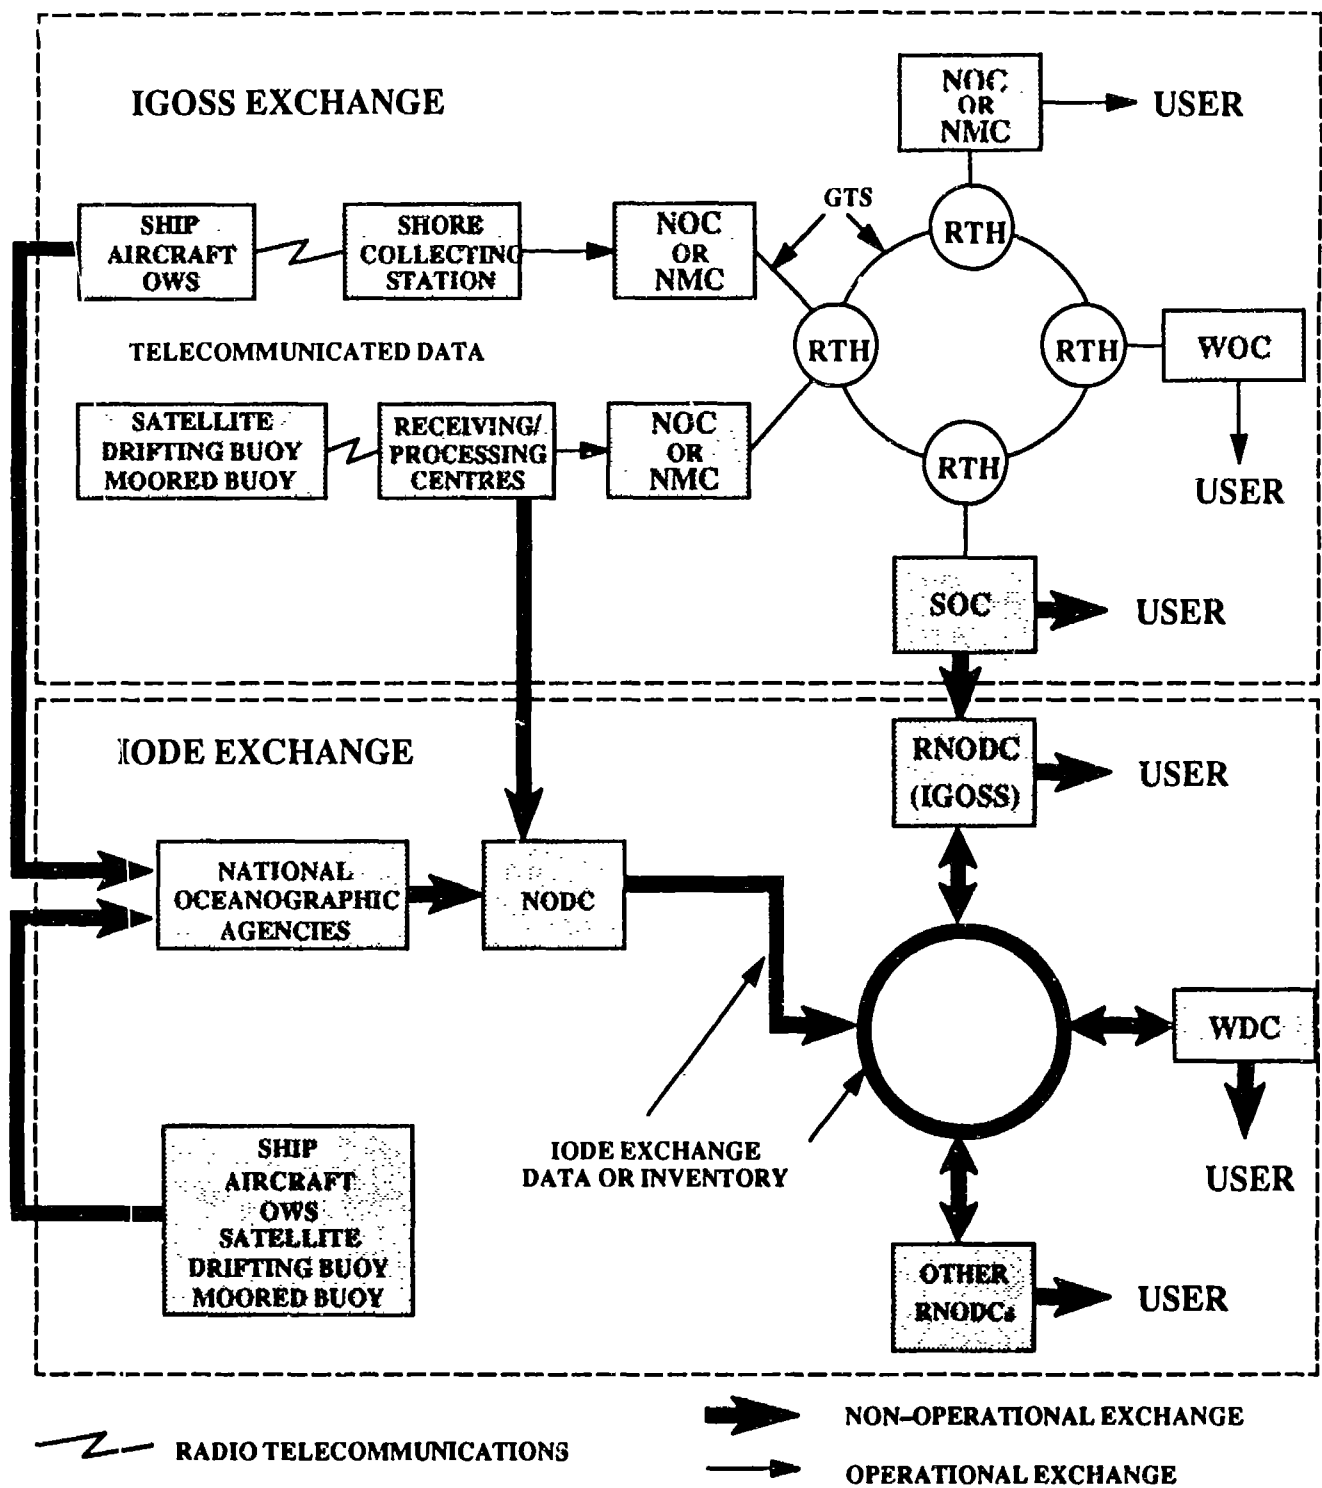 IGOSS EXCHANGE
NOC
OR
NMC
USER
GTS
SHIP
AIRCRAFT
OWS
SHORE
COLLECTING
STATION
NOC
OR
NMC
RTH
RTH
RTH
WOC
TELECOMMUNICATED DATA
SATELLITE
DRIFTING BUOY
MOORED BUOY
RECEIVING/
PROCESSING
CENTRES
NOC
OR
NMC
RTH
USER
SOC
USER
IODE EXCHANGE
RNODC
(IGOSS)
USER
NATIONAL
OCEANOGRAPHIC
AGENCIES
NODC
WDC
IODE EXCHANGE
DATA OR INVENTORY
USER
SHIP
AIRCRAFT
OWS
SATELLITE
DRIFTING BUOY
MOORED BUOY
OTHER
RNODCs
USER
RADIO TELECOMMUNICATIONS
NON-OPERATIONAL EXCHANGE
OPERATIONAL EXCHANGE